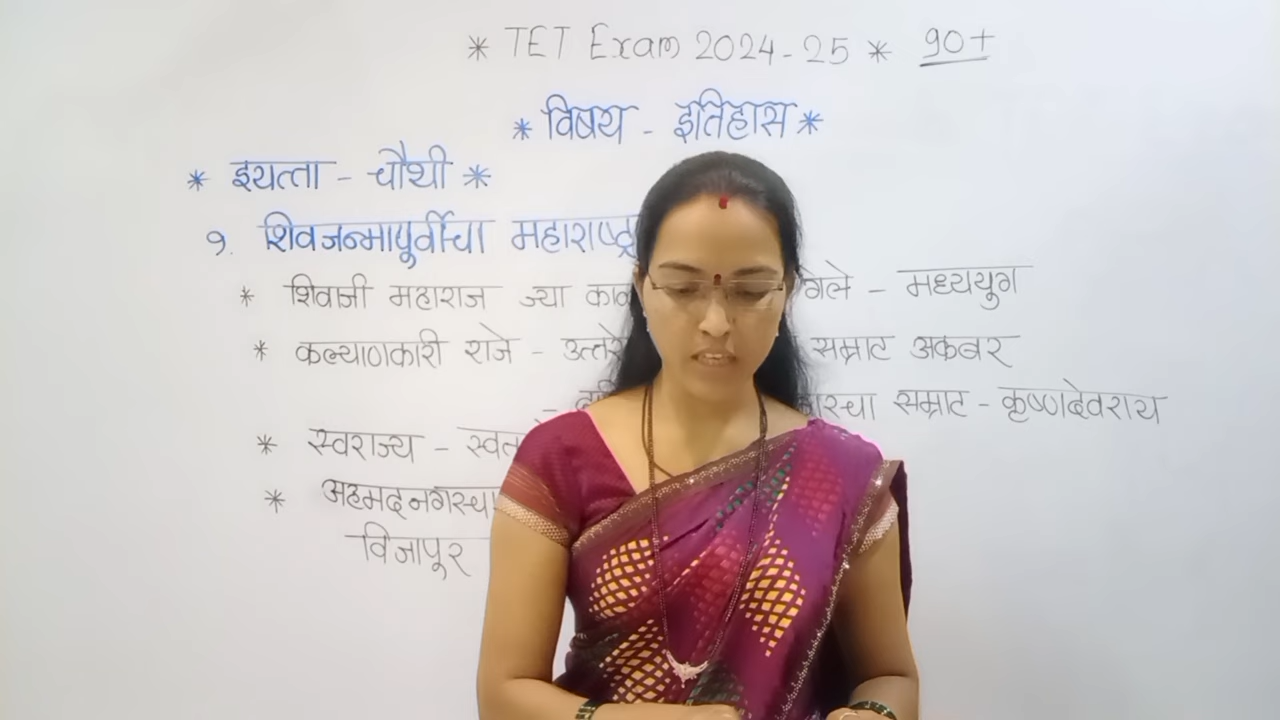 * TET Exam 2024-25 * 90+
* विषय - इतिहास *
* इयत्ता - चौथी *
१. शिवजन्मापुर्वीचा महाराष्ट्र
* शिवाजी महाराज ज्या गेले - मध्ययुग
* कल्याणकारी राजे - सम्राट अकबर
- सम्राट - कृष्णदेवराय
* स्वराज्य -
* अहमदनगरचा
विजापूर